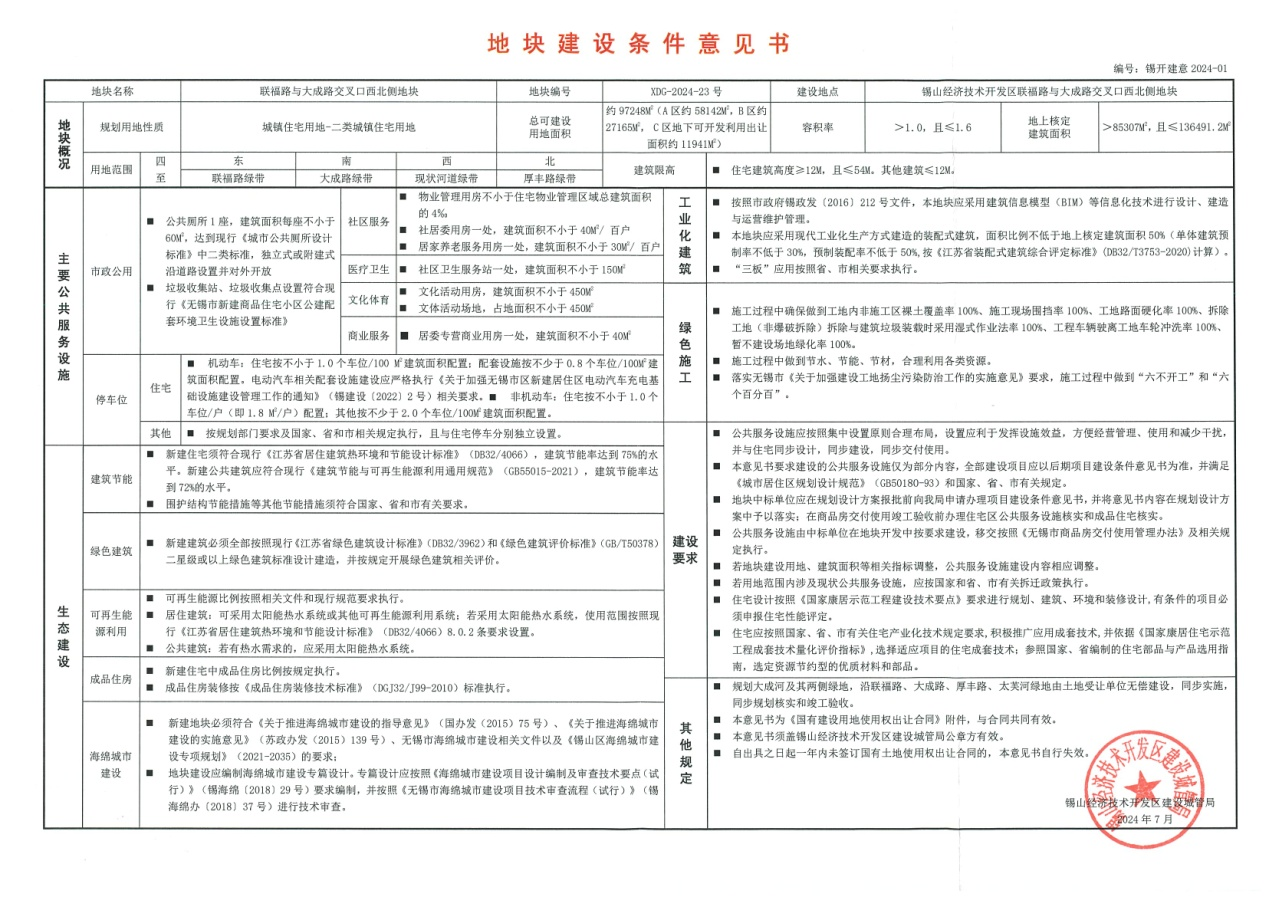 地块建设条件意见书
编号：锡开建意 2024-01
地块名称
联福路与大成路交叉口西北侧地块
地块编号
XDG-2024-23 号
建设地点
锡山经济技术开发区联福路与大成路交叉口西北侧地块
地块概况
规划用地性质
城镇住宅用地-二类城镇住宅用地
总可建设
用地面积
约 97248M²（A 区约 58142M²，B 区约
27165M²， C 区地下可开发利用出让
面积约 11941M²）
容积率
＞1.0，且≤1.6
地上核定
建筑面积
＞85307M²，且≤136491.2M²
用地范围
四
至
东
南
西
北
联福路绿带
大成路绿带
现状河道绿带
厚丰路绿带
建筑限高
■ 住宅建筑高度≥12M，且≤54M。其他建筑≤12M。
主要公共服务设施
市政公用
■ 公共厕所 1 座，建筑面积每座不小于
60M²，达到现行《城市公共厕所设计
标准》中二类标准，独立式或附建式
沿道路设置并对外开放
■ 垃圾收集站、垃圾收集点设置符合现
行《无锡市新建商品住宅小区公建配
套环境卫生设施设置标准》
社区服务
■ 物业管理用房不小于住宅物业管理区域总建筑面积
的 4‰
■ 社居委用房一处，建筑面积不小于 40M²/ 百户
■ 居家养老服务用房一处，建筑面积不小于 30M²/ 百户
医疗卫生
■ 社区卫生服务站一处，建筑面积不小于 150M²
文化体育
■ 文化活动用房，建筑面积不小于 450M²
■ 文体活动场地，占地面积不小于 450M²
商业服务
■ 居委专营商业用房一处，建筑面积不小于 40M²
停车位
住宅
■ 机动车：住宅按不小于 1.0 个车位/100 M²建筑面积配置；配套设施按不少于 0.8 个车位/100M²建
筑面积配置。电动汽车相关配套设施建设应严格执行《关于加强无锡市区新建居住区电动汽车充电基
础设施建设管理工作的通知》（锡建设〔2022〕2 号）相关要求。■ 非机动车：住宅按不小于 1.0 个
车位/户（即 1.8 M²/户）配置；其他按不少于 2.0 个车位/100M²建筑面积配置。
其他
■ 按规划部门要求及国家、省和市相关规定执行，且与住宅停车分别独立设置。
生态建设
建筑节能
■ 新建住宅须符合现行《江苏省居住建筑热环境和节能设计标准》（DB32/4066），建筑节能率达到 75%的水
平。新建公共建筑应符合现行《建筑节能与可再生能源利用通用规范》（GB55015-2021），建筑节能率达
到 72%的水平。
■ 围护结构节能措施等其他节能措施须符合国家、省和市有关要求。
绿色建筑
■ 新建建筑必须全部按照现行《江苏省绿色建筑设计标准》（DB32/3962）和《绿色建筑评价标准》（GB/T50378）
二星级或以上绿色建筑标准设计建造，并按规定开展绿色建筑相关评价。
可再生能
源利用
■ 可再生能源比例按照相关文件和现行规范要求执行。
■ 居住建筑：可采用太阳能热水系统或其他可再生能源利用系统；若采用太阳能热水系统，使用范围按照现
行《江苏省居住建筑热环境和节能设计标准》（DB32/4066）8.0.2 条要求设置。
■ 公共建筑：若有热水需求的，应采用太阳能热水系统。
成品住房
■ 新建住宅中成品住房比例按规定执行。
■ 成品住房装修按《成品住房装修技术标准》（DGJ32/J99-2010）标准执行。
海绵城市
建设
■ 新建地块必须符合《关于推进海绵城市建设的指导意见》（国办发（2015）75 号）、《关于推进海绵城市
建设的实施意见》（苏政办发（2015）139 号）、无锡市海绵城市建设相关文件以及《锡山区海绵城市建
设专项规划》（2021-2035）的要求；
■ 地块建设应编制海绵城市建设专篇设计。专篇设计应按照《海绵城市建设项目设计编制及审查技术要点（试
行）》（锡海绵〔2018〕29 号）要求编制，并按照《无锡市海绵城市建设项目技术审查流程（试行）》（锡
海绵办〔2018〕37 号）进行技术审查。
工业化建筑
■ 按照市政府锡政发〔2016〕212 号文件，本地块应采用建筑信息模型（BIM）等信息化技术进行设计、建造
与运营维护管理。
■ 本地块应采用现代工业化生产方式建造的装配式建筑，面积比例不低于地上核定建筑面积 50%（单体建筑预
制率不低于 30%，预制装配率不低于 50%,按《江苏省装配式建筑综合评定标准》(DB32/T3753-2020)计算）。
■ “三板”应用按照省、市相关要求执行。
绿色施工
■ 施工过程中确保做到工地内非施工区裸土覆盖率 100%、施工现场围挡率 100%、工地路面硬化率 100%、拆除
工地（非爆破拆除）拆除与建筑垃圾装载时采用湿式作业法率 100%、工程车辆驶离工地车轮冲洗率 100%、
暂不建设场地绿化率 100%。
■ 施工过程中做到节水、节能、节材，合理利用各类资源。
■ 落实无锡市《关于加强建设工地扬尘污染防治工作的实施意见》要求，施工过程中做到“六不开工”和“六
个百分百”。
建设
要求
■ 公共服务设施应按照集中设置原则合理布局，设置应利于发挥设施效益，方便经营管理、使用和减少干扰，
并与住宅同步设计，同步建设，同步交付使用。
■ 本意见书要求建设的公共服务设施仅为部分内容，全部建设项目应以后期项目建设条件意见书为准，并满足
《城市居住区规划设计规范》（GB50180-93）和国家、省、市有关规定。
■ 地块中标单位应在规划设计方案报批前向我局申请办理项目建设条件意见书，并将意见书内容在规划设计方
案中予以落实；在商品房交付使用竣工验收前办理住宅区公共服务设施核实和成品住宅核实。
■ 公共服务设施由中标单位在地块开发中按要求建设，移交按照《无锡市商品房交付使用管理办法》及相关规
定执行。
■ 若地块建设用地、建筑面积等相关指标调整，公共服务设施建设内容相应调整。
■ 若用地范围内涉及现状公共服务设施，应按国家和省、市有关拆迁政策执行。
■ 住宅设计按照《国家康居示范工程建设技术要点》要求进行规划、建筑、环境和装修设计,有条件的项目必
须申报住宅性能评定。
■ 住宅应按照国家、省、市有关住宅产业化技术规定要求,积极推广应用成套技术,并依据《国家康居住宅示范
工程成套技术量化评价指标》,选择适应项目的住宅成套技术；参照国家、省编制的住宅部品与产品选用指
南，选定资源节约型的优质材料和部品。
其他规定
■ 规划大成河及其两侧绿地，沿联福路、大成路、厚丰路、太芙河绿地由土地受让单位无偿建设，同步实施，
同步规划核实和竣工验收。
■ 本意见书为《国有建设用地使用权出让合同》附件，与合同共同有效。
■ 本意见书须盖锡山经济技术开发区建设城管局公章方有效。
■ 自出具之日起一年内未签订国有土地使用权出让合同的，本意见书自行失效。
锡山经济技术开发区建设城管局
2024 年 7 月
锡山经济技术开发区建设城管局